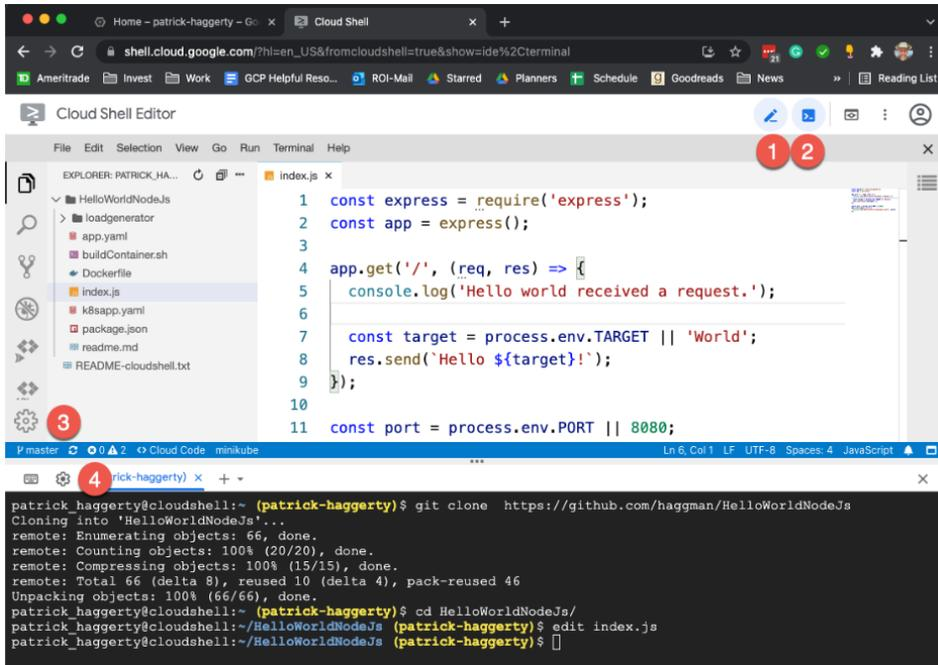 Home – patrick-haggerty – Go
Cloud Shell
shell.cloud.google.com/?hl=en_US&fromcloudshell=true&show=ide%2Cterminal
21
Ameritrade Invest Work GCP Helpful Reso... ROI-Mail Starred Planners Schedule Goodreads News » Reading List
Cloud Shell Editor
1 2
File Edit Selection View Go Run Terminal Help
EXPLORER: PATRICK_HA...
HelloWorldNodeJs
loadgenerator
app.yaml
buildContainer.sh
Dockerfile
index.js
k8sapp.yaml
package.json
readme.md
README-cloudshell.txt
index.js
1 const express = require('express');
2 const app = express();
3
4 app.get('/', (req, res) => {
5 console.log('Hello world received a request.');
6
7 const target = process.env.TARGET || 'World';
8 res.send(`Hello ${target}!`);
9 });
10
11 const port = process.env.PORT || 8080;
3
master 0 2 Cloud Code minikube Ln 6, Col 1 LF UTF-8 Spaces: 4 JavaScript
4 rick-haggerty)
patrick_haggerty@cloudshell:~ (patrick-haggerty)$ git clone https://github.com/haggman/HelloWorldNodeJs
Cloning into 'HelloWorldNodeJs'...
remote: Enumerating objects: 66, done.
remote: Counting objects: 100% (20/20), done.
remote: Compressing objects: 100% (15/15), done.
remote: Total 66 (delta 8), reused 10 (delta 4), pack-reused 46
Unpacking objects: 100% (66/66), done.
patrick_haggerty@cloudshell:~ (patrick-haggerty)$ cd HelloWorldNodeJs/
patrick_haggerty@cloudshell:~/HelloWorldNodeJs (patrick-haggerty)$ edit index.js
patrick_haggerty@cloudshell:~/HelloWorldNodeJs (patrick-haggerty)$